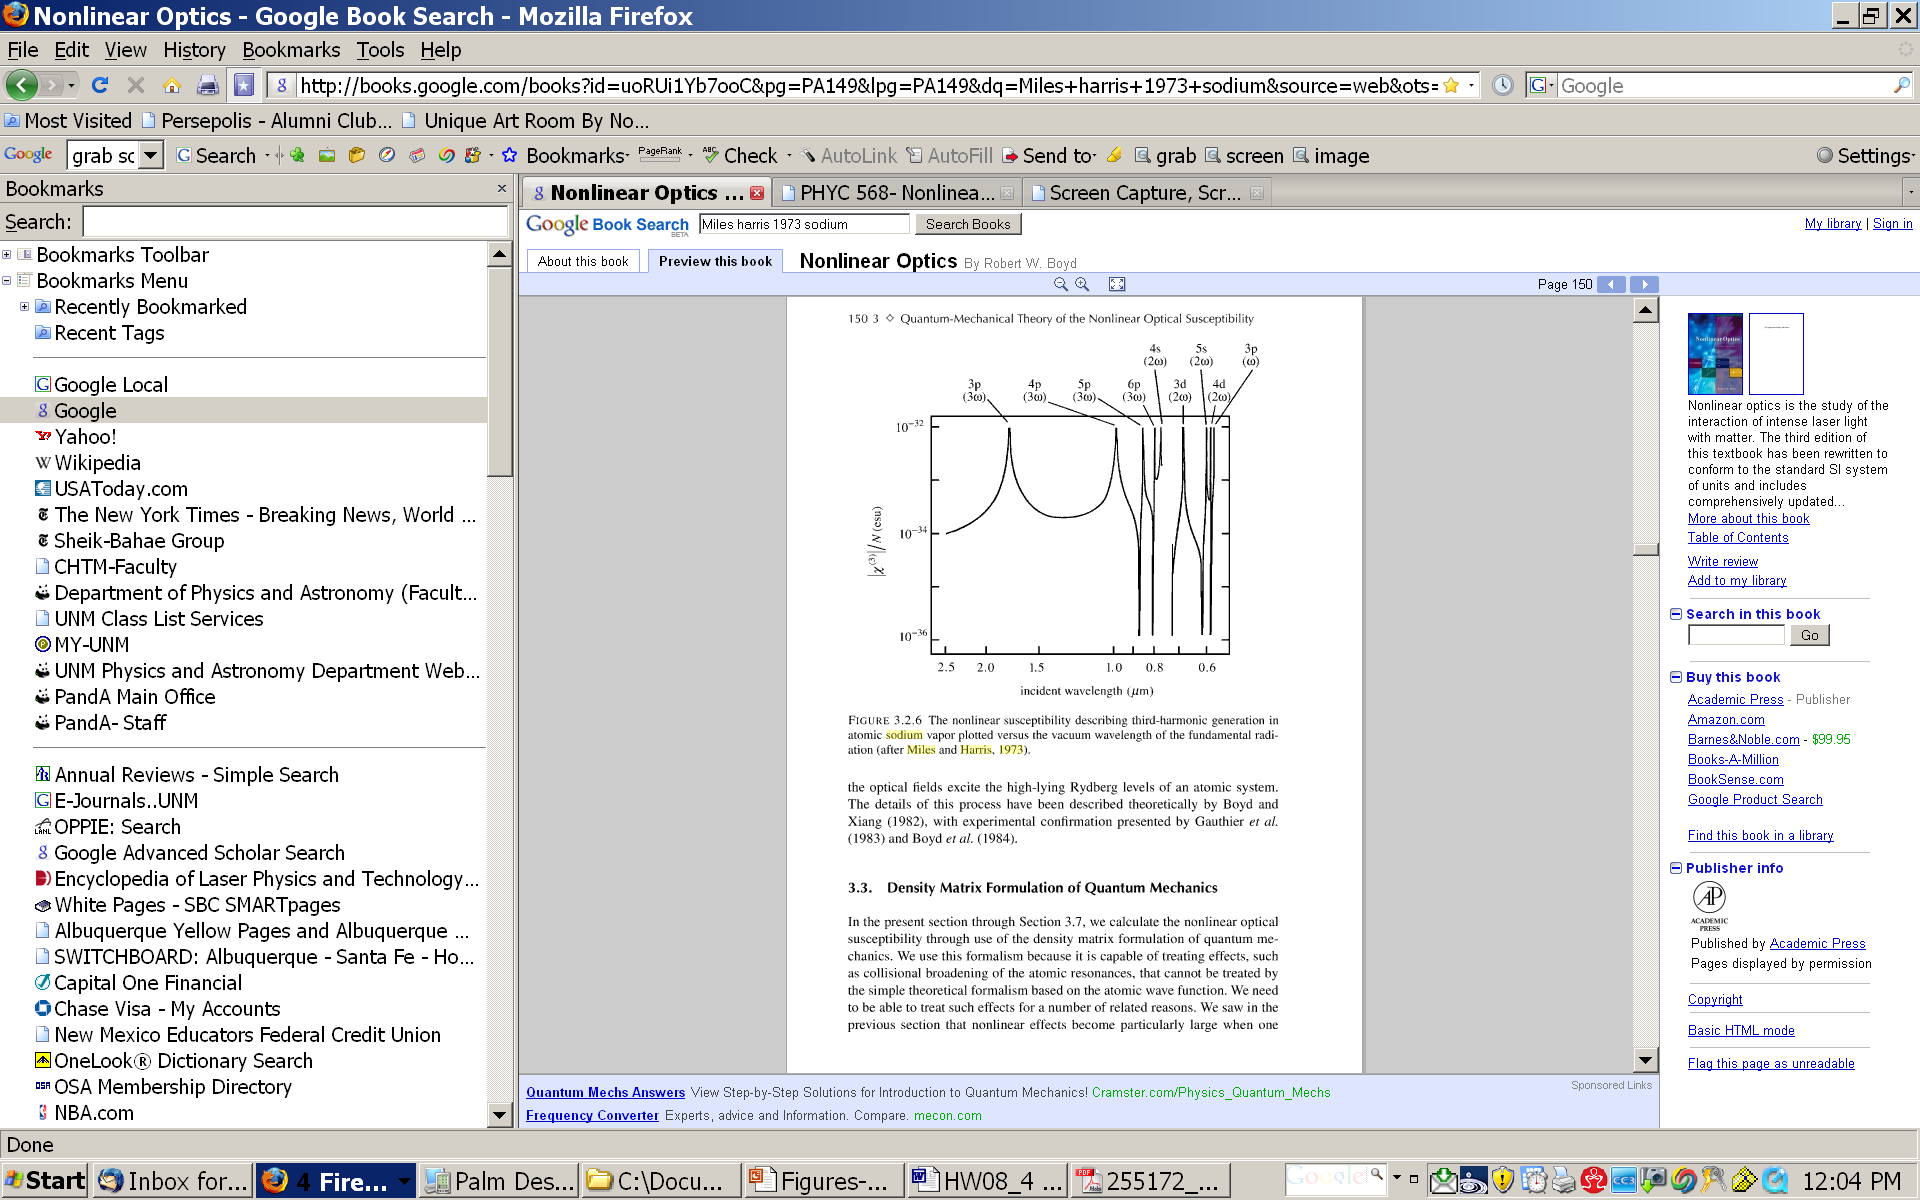 Nonlinear Optics - Google Book Search - Mozilla Firefox
File Edit View History Bookmarks Tools Help
http://books.google.com/books?id=uoRUi1Yb7ooC&pg=PA149&lpg=PA149&dq=Miles+harris+1973+sodium&source=web&ots=
Google
Most Visited Persepolis - Alumni Club... Unique Art Room By No...
Google grab sc Search Bookmarks PageRank Check AutoLink AutoFill Send to grab screen image Settings
Bookmarks
Search:
Bookmarks Toolbar
Bookmarks Menu
Recently Bookmarked
Recent Tags
Google Local
Google
Yahoo!
Wikipedia
USAToday.com
The New York Times - Breaking News, World ...
Sheik-Bahae Group
CHTM-Faculty
Department of Physics and Astronomy (Facult...
UNM Class List Services
MY-UNM
UNM Physics and Astronomy Department Web...
PandA Main Office
PandA- Staff
Annual Reviews - Simple Search
E-Journals..UNM
OPPIE: Search
Google Advanced Scholar Search
Encyclopedia of Laser Physics and Technology...
White Pages - SBC SMARTpages
Albuquerque Yellow Pages and Albuquerque ...
SWITCHBOARD: Albuquerque - Santa Fe - Ho...
Capital One Financial
Chase Visa - My Accounts
New Mexico Educators Federal Credit Union
OneLook® Dictionary Search
OSA Membership Directory
NBA.com
Nonlinear Optics ... PHYC 568- Nonlinea... Screen Capture, Scr...
Google Book Search BETA Miles harris 1973 sodium Search Books
My library | Sign in
About this book Preview this book Nonlinear Optics By Robert W. Boyd
Page 150
150 3 ◇ Quantum-Mechanical Theory of the Nonlinear Optical Susceptibility
4s 5s 3p
(2ω) (2ω) (ω)
3p 4p 5p 6p 3d 4d
(3ω) (3ω) (3ω) (3ω) (2ω) (2ω)
10⁻³²
10⁻³⁴
10⁻³⁶
|χ⁽³⁾|/N (esu)
2.5 2.0 1.5 1.0 0.8 0.6
incident wavelength (μm)
FIGURE 3.2.6 The nonlinear susceptibility describing third-harmonic generation in
atomic sodium vapor plotted versus the vacuum wavelength of the fundamental radi-
ation (after Miles and Harris, 1973).
the optical fields excite the high-lying Rydberg levels of an atomic system.
The details of this process have been described theoretically by Boyd and
Xiang (1982), with experimental confirmation presented by Gauthier et al.
(1983) and Boyd et al. (1984).
3.3. Density Matrix Formulation of Quantum Mechanics
In the present section through Section 3.7, we calculate the nonlinear optical
susceptibility through use of the density matrix formulation of quantum me-
chanics. We use this formalism because it is capable of treating effects, such
as collisional broadening of the atomic resonances, that cannot be treated by
the simple theoretical formalism based on the atomic wave function. We need
to be able to treat such effects for a number of related reasons. We saw in the
previous section that nonlinear effects become particularly large when one
Nonlinear optics is the study of the
interaction of intense laser light
with matter. The third edition of
this textbook has been rewritten to
conform to the standard SI system
of units and includes
comprehensively updated...
More about this book
Table of Contents
Write review
Add to my library
Search in this book
Go
Buy this book
Academic Press - Publisher
Amazon.com
Barnes&Noble.com - $99.95
Books-A-Million
BookSense.com
Google Product Search
Find this book in a library
Publisher info
AP
ACADEMIC
PRESS
Published by Academic Press
Pages displayed by permission
Copyright
Basic HTML mode
Flag this page as unreadable
Quantum Mechs Answers View Step-by-Step Solutions for Introduction to Quantum Mechanics! Cramster.com/Physics_Quantum_Mechs
Sponsored Links
Frequency Converter Experts, advice and Information. Compare. mecon.com
Done
Start Inbox for... 4 Fire... Palm Des... C:\Docu... Figures-... HW08_4 ... 255172_... Google 12:04 PM